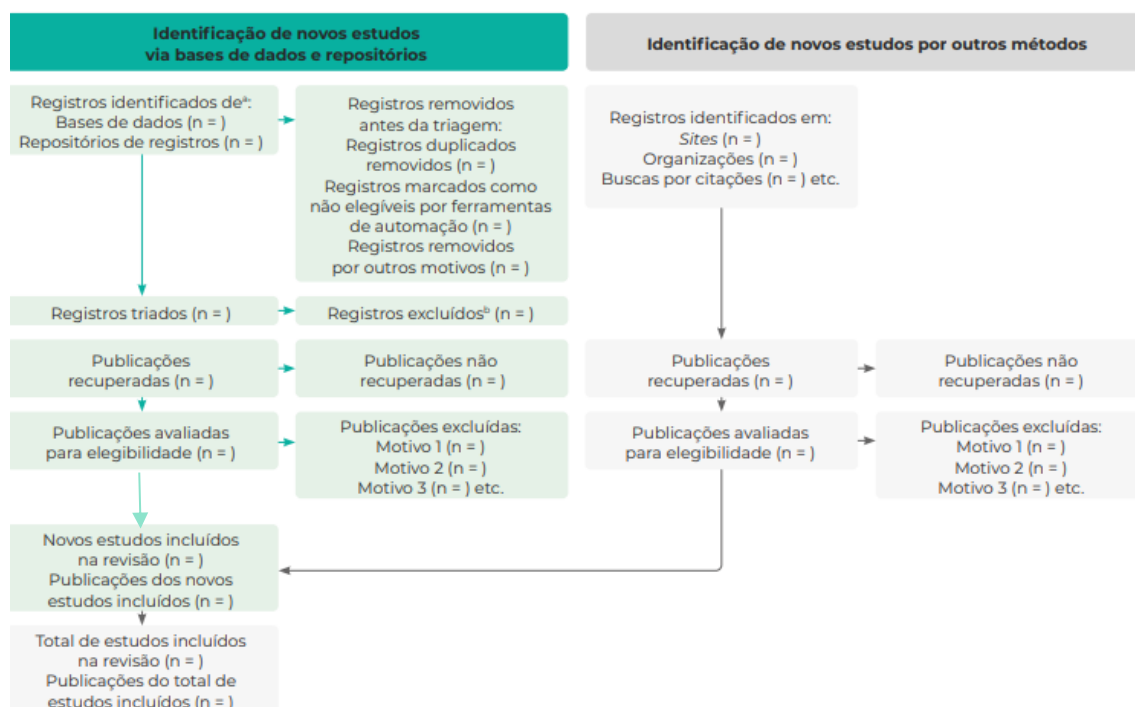 Identificação de novos estudos
via bases de dados e repositórios
Identificação de novos estudos por outros métodos
Registros identificados deª:
Bases de dados (n = )
Repositórios de registros (n = )
Registros removidos
antes da triagem:
Registros duplicados
removidos (n = )
Registros marcados como
não elegíveis por ferramentas
de automação (n = )
Registros removidos
por outros motivos (n = )
Registros identificados em:
Sites (n = )
Organizações (n = )
Buscas por citações (n = ) etc.
Registros triados (n = )
Registros excluídosᵇ (n = )
Publicações
recuperadas (n = )
Publicações não
recuperadas (n = )
Publicações
recuperadas (n = )
Publicações não
recuperadas (n = )
Publicações avaliadas
para elegibilidade (n = )
Publicações excluídas:
Motivo 1 (n = )
Motivo 2 (n = )
Motivo 3 (n = ) etc.
Publicações avaliadas
para elegibilidade (n = )
Publicações excluídas:
Motivo 1 (n = )
Motivo 2 (n = )
Motivo 3 (n = ) etc.
Novos estudos incluídos
na revisão (n = )
Publicações dos novos
estudos incluídos (n = )
Total de estudos incluídos
na revisão (n = )
Publicações do total de
estudos incluídos (n = )